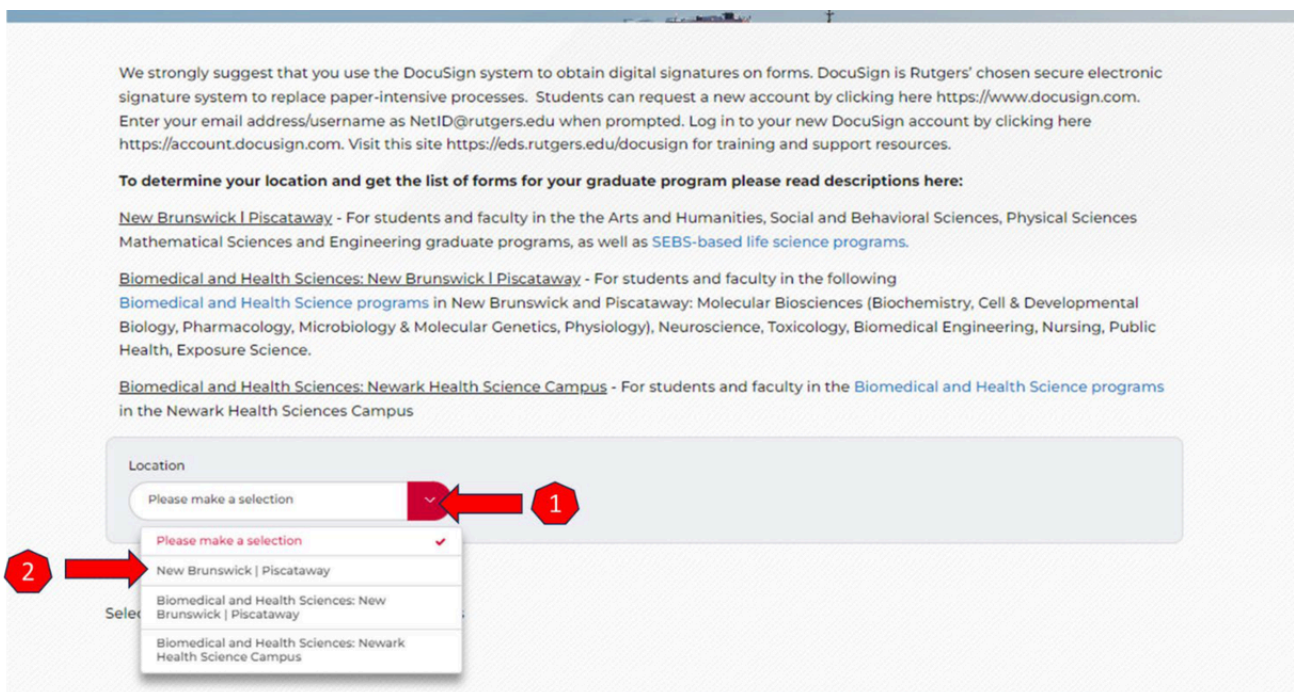 We strongly suggest that you use the DocuSign system to obtain digital signatures on forms. DocuSign is Rutgers' chosen secure electronic
signature system to replace paper-intensive processes.  Students can request a new account by clicking here https://www.docusign.com.
Enter your email address/username as NetID@rutgers.edu when prompted. Log in to your new DocuSign account by clicking here
https://account.docusign.com. Visit this site https://eds.rutgers.edu/docusign for training and support resources.
To determine your location and get the list of forms for your graduate program please read descriptions here:
New Brunswick | Piscataway - For students and faculty in the the Arts and Humanities, Social and Behavioral Sciences, Physical Sciences
Mathematical Sciences and Engineering graduate programs, as well as SEBS-based life science programs.
Biomedical and Health Sciences: New Brunswick | Piscataway - For students and faculty in the following
Biomedical and Health Science programs in New Brunswick and Piscataway: Molecular Biosciences (Biochemistry, Cell & Developmental
Biology, Pharmacology, Microbiology & Molecular Genetics, Physiology), Neuroscience, Toxicology, Biomedical Engineering, Nursing, Public
Health, Exposure Science.
Biomedical and Health Sciences: Newark Health Science Campus - For students and faculty in the Biomedical and Health Science programs
in the Newark Health Sciences Campus
Location
Please make a selection
1
Please make a selection
2
New Brunswick | Piscataway
Biomedical and Health Sciences: New
Brunswick | Piscataway
Biomedical and Health Sciences: Newark
Health Science Campus